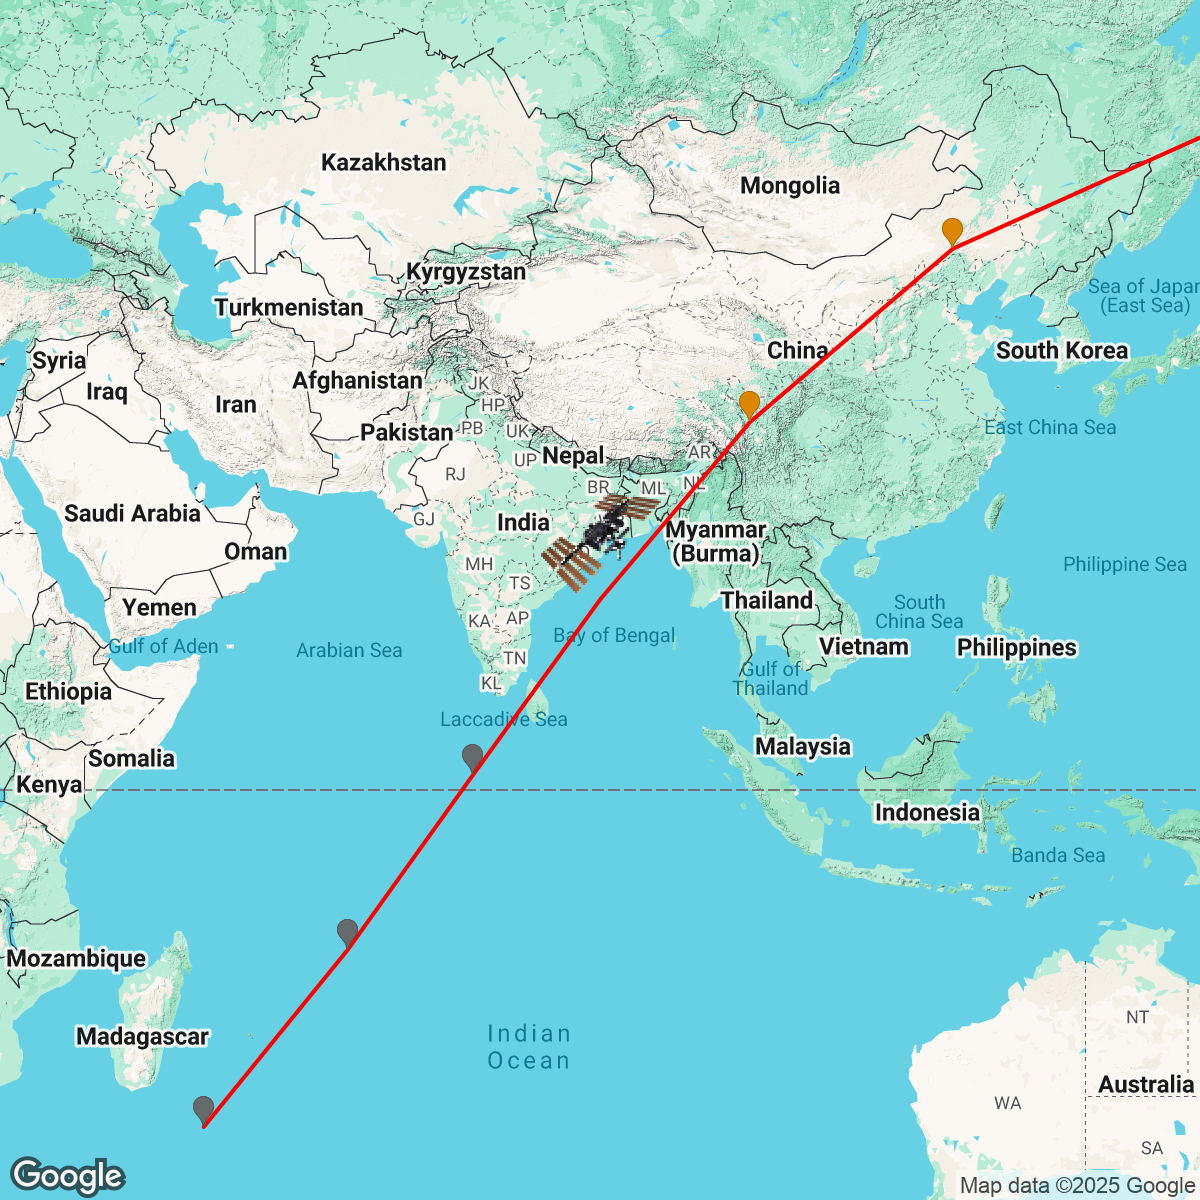 Kazakhstan
Mongolia
Kyrgyzstan
Turkmenistan
Sea of Japan
(East Sea)
Syria
China
South Korea
Afghanistan
JK
Iraq
Iran
HP
Pakistan
PB
UK
East China Sea
Nepal
UP
AR
RJ
BR
ML
NL
Saudi Arabia
GJ
India
Myanmar
(Burma)
Oman
MH
Philippine Sea
TS
Yemen
Thailand
South
China Sea
KA
AP
Gulf of Aden
Arabian Sea
Bay of Bengal
Vietnam
Philippines
TN
Gulf of
Thailand
KL
Ethiopia
Laccadive Sea
Malaysia
Somalia
Kenya
Indonesia
Banda Sea
Mozambique
NT
Madagascar
Indian
Ocean
Australia
WA
SA
Google
Map data ©2025 Google